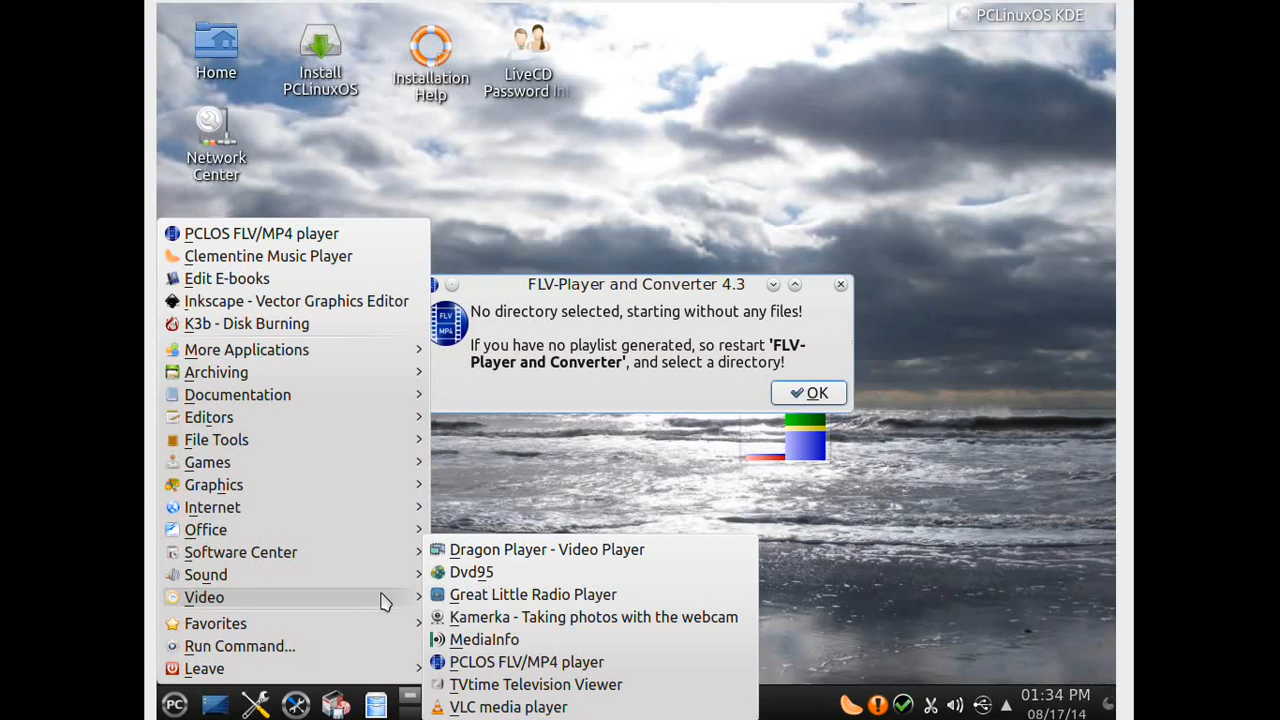 PCLinuxOS KDE
Home
Install
PCLinuxOS
Installation
Help
LiveCD
Password
Network
Center
PCLOS FLV/MP4 player
Clementine Music Player
Edit E-books
Inkscape - Vector Graphics Editor
K3b - Disk Burning
More Applications
Archiving
Documentation
Editors
File Tools
Games
Graphics
Internet
Office
Software Center
Sound
Video
Favorites
Run Command...
Leave
FLV-Player and Converter 4.3
FLV
MP4
No directory selected, starting without any files!
If you have no playlist generated, so restart 'FLV-
Player and Converter', and select a directory!
OK
Dragon Player - Video Player
Dvd95
Great Little Radio Player
Kamerka - Taking photos with the webcam
MediaInfo
PCLOS FLV/MP4 player
TVtime Television Viewer
VLC media player
PC
01:34 PM
08/17/14